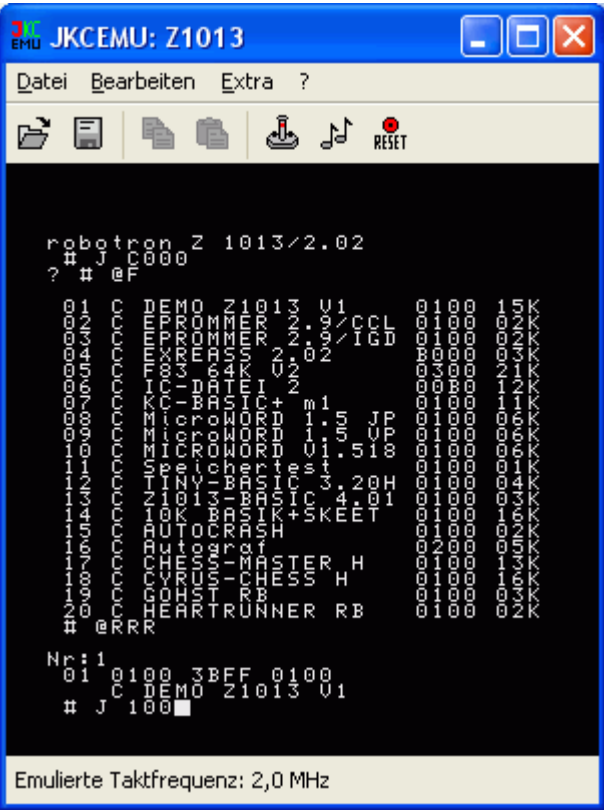 JKC EMU JKCEMU: Z1013
Datei Bearbeiten Extra ?
RESET
robotron Z 1013/2.02
# J C000
? # @F
01 C DEMO Z1013 V1 0100 15K
02 C EPROMMER 2.9/CCL 0100 02K
03 C EPROMMER 2.9/IGD 0100 02K
04 C EXREASS 2.02 B000 03K
05 C F83 64K V2 0300 21K
06 C IC-DATEI 2 00B0 12K
07 C KC-BASIC+ m1 0100 11K
08 C MicroWORD 1.5 JP 0100 06K
09 C MicroWORD 1.5 VP 0100 06K
10 C MICROWORD V1.518 0100 06K
11 C Speichertest 0100 01K
12 C TINY-BASIC 3.20H 0100 04K
13 C Z1013-BASIC 4.01 0100 03K
14 C 10K BASIK+SKEET 0100 16K
15 C AUTOCRASH 0100 02K
16 C Autograf 0200 05K
17 C CHESS-MASTER H 0100 13K
18 C CYRUS-CHESS H 0100 16K
19 C GOHST RB 0100 03K
20 C HEARTRUNNER RB 0100 02K
# @RRR
Nr:1
01 0100 3BFF 0100
C DEMO Z1013 V1
# J 100
Emulierte Taktfrequenz: 2,0 MHz